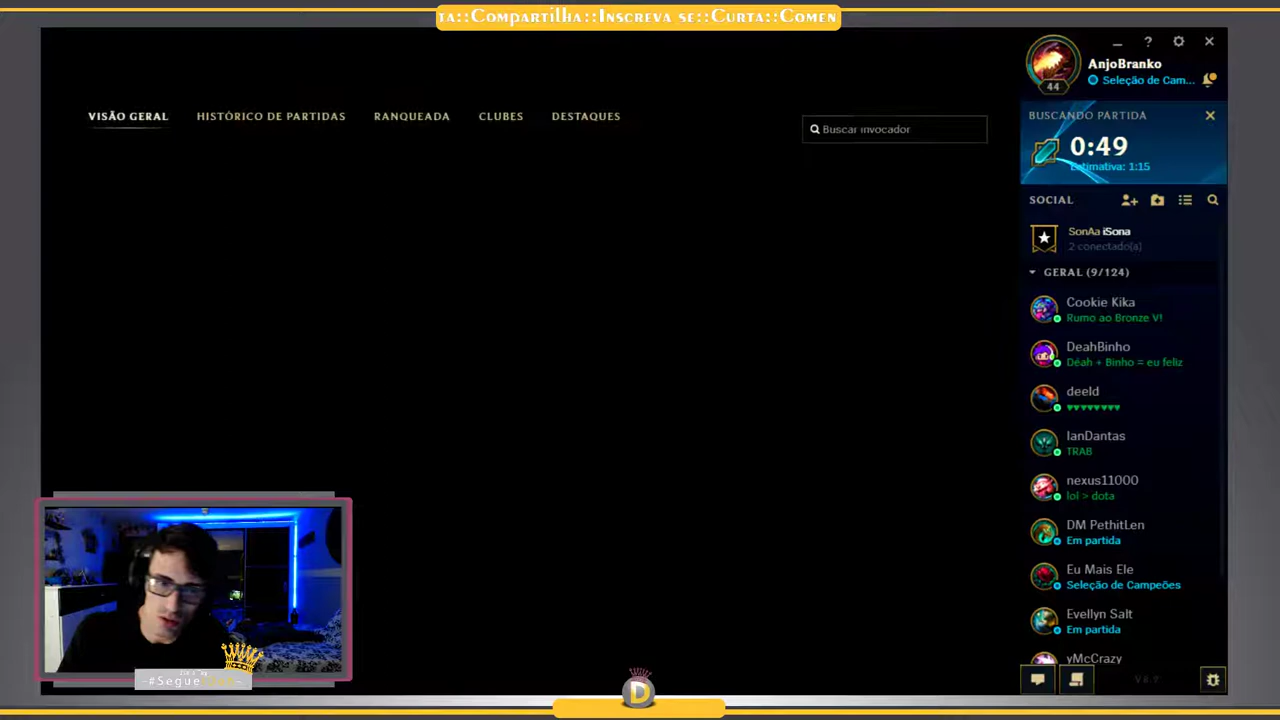 TA::COMPARTILHA::INSCREVA SE::CURTA::COMEN
AnjoBranko
Seleção de Cam...
44
VISÃO GERAL
HISTÓRICO DE PARTIDAS
RANQUEADA
CLUBES
DESTAQUES
Buscar invocador
BUSCANDO PARTIDA
0:49
Estimativa: 1:15
SOCIAL
SonAa iSona
2 conectado(a)
GERAL (9/124)
Cookie Kika
Rumo ao Bronze V!
DeahBinho
Déah + Binho = eu feliz
deeld
♥♥♥♥♥♥♥♥
IanDantas
TRAB
nexus11000
lol > dota
DM PethitLen
Em partida
Eu Mais Ele
Seleção de Campeões
Evellyn Salt
Em partida
yMcCrazy
#Segue
D